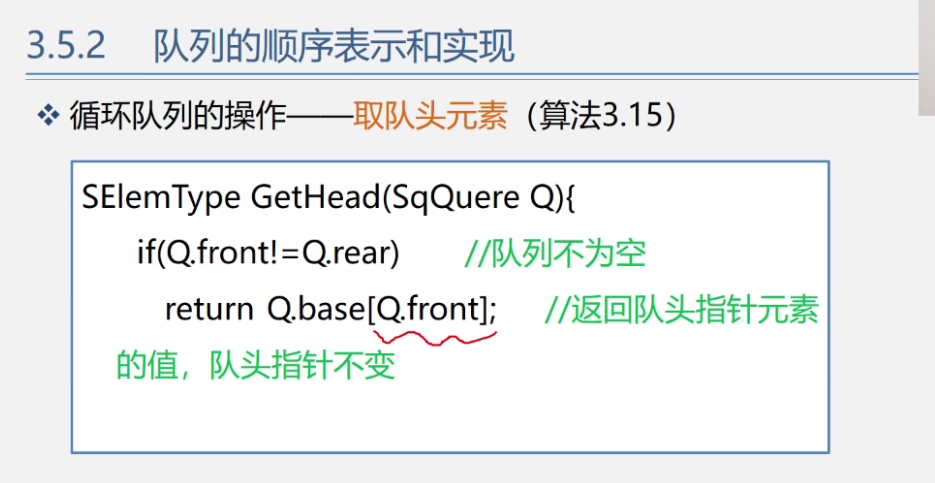 3.5.2 队列的顺序表示和实现
循环队列的操作——取队头元素（算法3.15）
SElemType GetHead(SqQuere Q){
if(Q.front!=Q.rear) //队列不为空
return Q.base[Q.front]; //返回队头指针元素
的值，队头指针不变